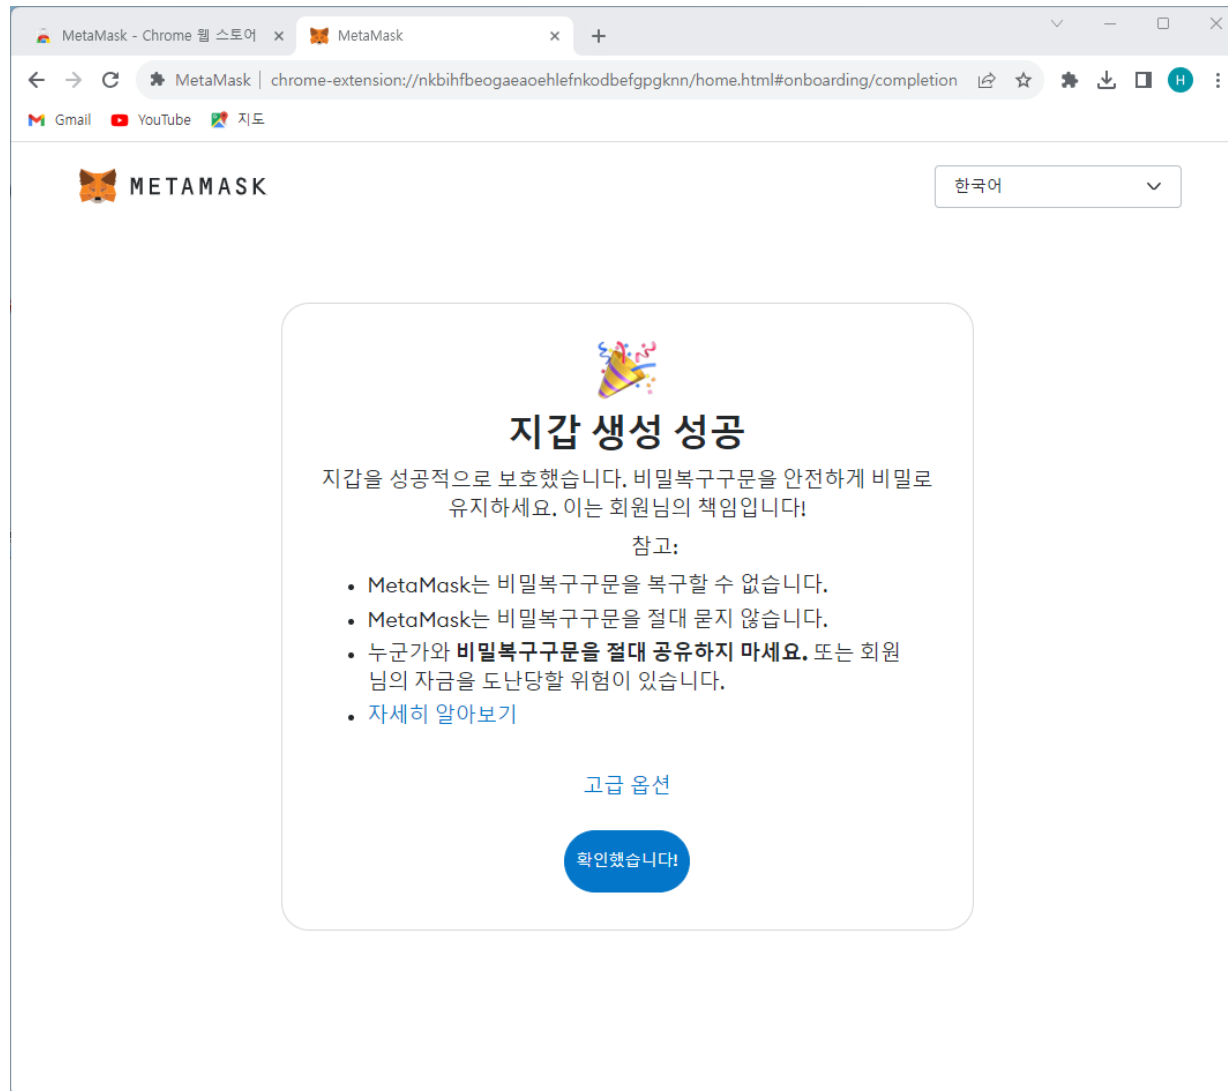 MetaMask - Chrome 웹 스토어
MetaMask
MetaMask | chrome-extension://nkbihfbeogaeaoehlefnkodbefgpgknn/home.html#onboarding/completion
H
Gmail
YouTube
지도
METAMASK
한국어
지갑 생성 성공
지갑을 성공적으로 보호했습니다. 비밀복구구문을 안전하게 비밀로
유지하세요. 이는 회원님의 책임입니다!
참고:
• MetaMask는 비밀복구구문을 복구할 수 없습니다.
• MetaMask는 비밀복구구문을 절대 묻지 않습니다.
• 누군가와 비밀복구구문을 절대 공유하지 마세요. 또는 회원
님의 자금을 도난당할 위험이 있습니다.
• 자세히 알아보기
고급 옵션
확인했습니다!